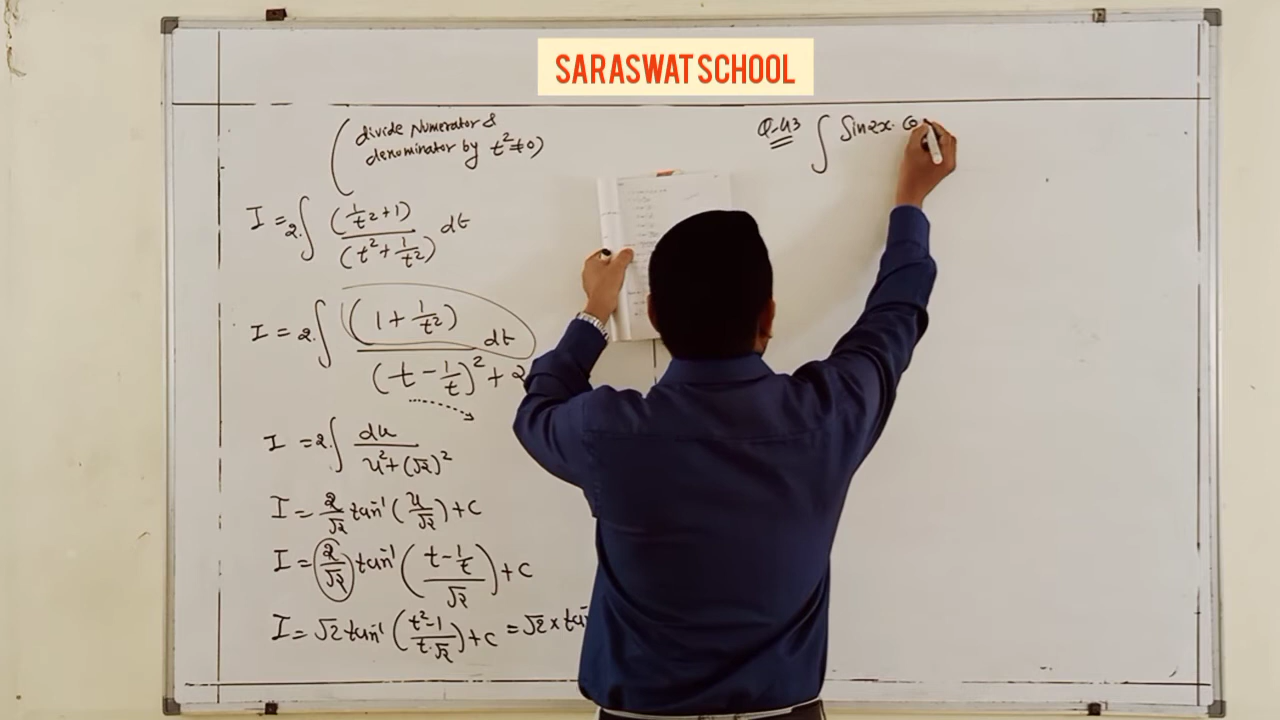 SARASWAT SCHOOL
(divide Numerator &
denominator by t² ≠ 0)
I = 2.∫ (1/t² + 1) / (t² + 1/t²) dt
I = 2.∫ (1 + 1/t²) dt / (t - 1/t)² + 2
I = 2.∫ du / u² + (√2)²
I = 2/√2 tan⁻¹ (u/√2) + C
I = (2/√2) tan⁻¹ ((t - 1/t) / √2) + C
I = √2 tan⁻¹ ((t² - 1) / (t.√2)) + C = √2 × tan
Q.43 ∫ Sin2x. Co